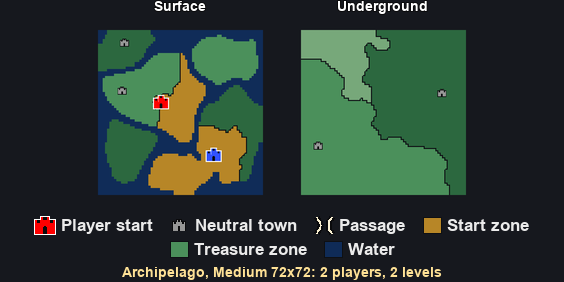 Surface Underground
Player start Neutral town Passage Start zone
Treasure zone Water
Archipelago, Medium 72x72: 2 players, 2 levels